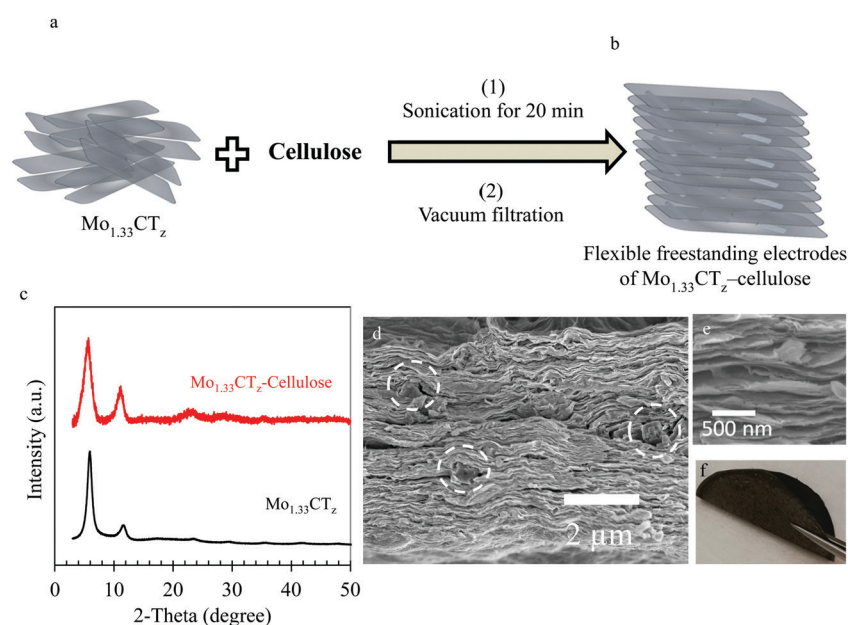 a
b
(1)
Sonication for 20 min
Cellulose
(2)
Vacuum filtration
Mo1.33CTz
Flexible freestanding electrodes
of Mo1.33CTz–cellulose
c
Mo1.33CTz-Cellulose
Mo1.33CTz
Intensity (a.u.)
0 10 20 30 40 50
2-Theta (degree)
d
2 µm
e
500 nm
f